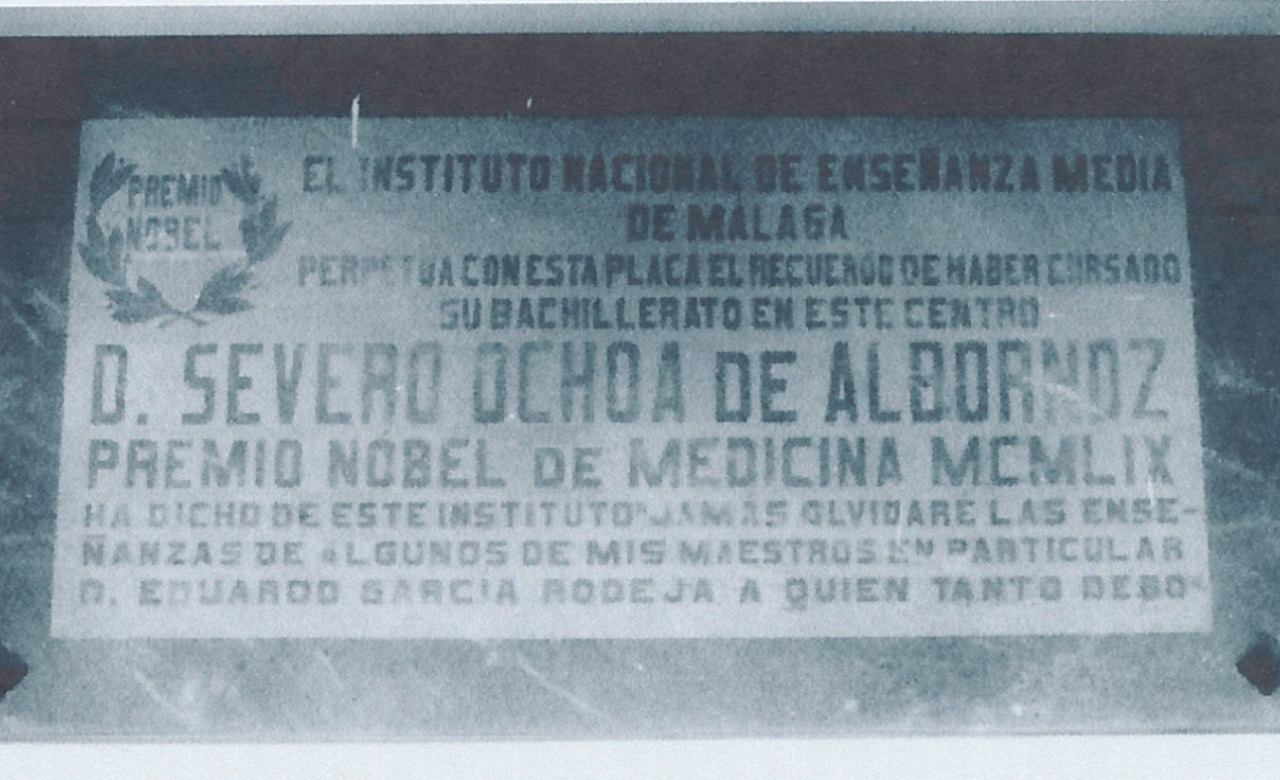 PREMIO
NOBEL
EL INSTITUTO NACIONAL DE ENSEÑANZA MEDIA
DE MÁLAGA
PERPETUA CON ESTA PLACA EL RECUERDO DE HABER CURSADO
SU BACHILLERATO EN ESTE CENTRO
D. SEVERO OCHOA DE ALBORNOZ
PREMIO NÓBEL DE MEDICINA MCMLIX
HA DICHO DE ESTE INSTITUTO "JAMAS OLVIDARE LAS ENSE-
ÑANZAS DE ALGUNOS DE MIS MAESTROS EN PARTICULAR
D. EDUARDO GARCIA RODEJA A QUIEN TANTO DEBO"